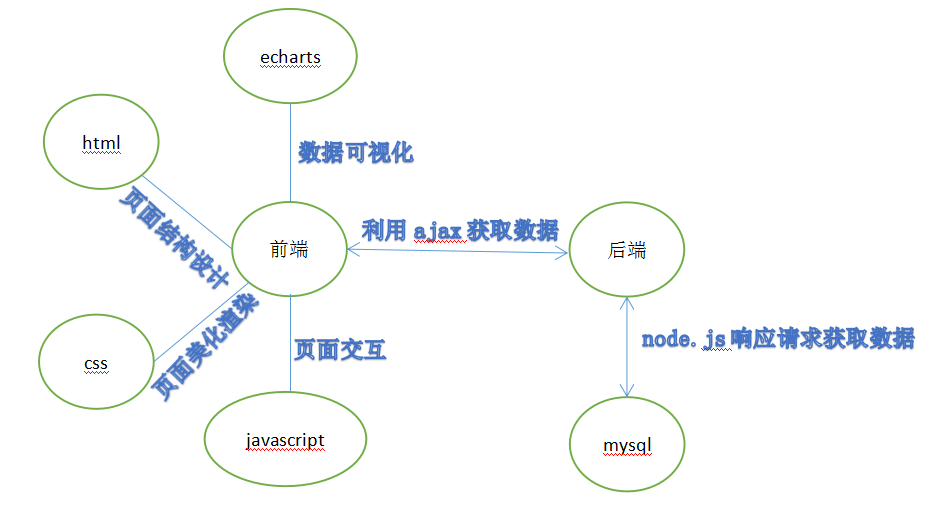 echarts
html
数据可视化
页面结构设计
利用 ajax 获取数据
前端
后端
页面美化渲染
node.js 响应请求获取数据
页面交互
css
javascript
mysql